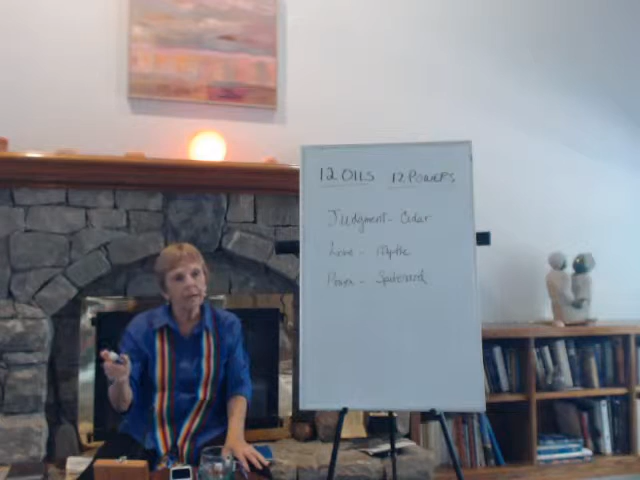 12 OILS 12 POWERS
Judgment - Cedar
Love - Myrtle
Power - Spikenard